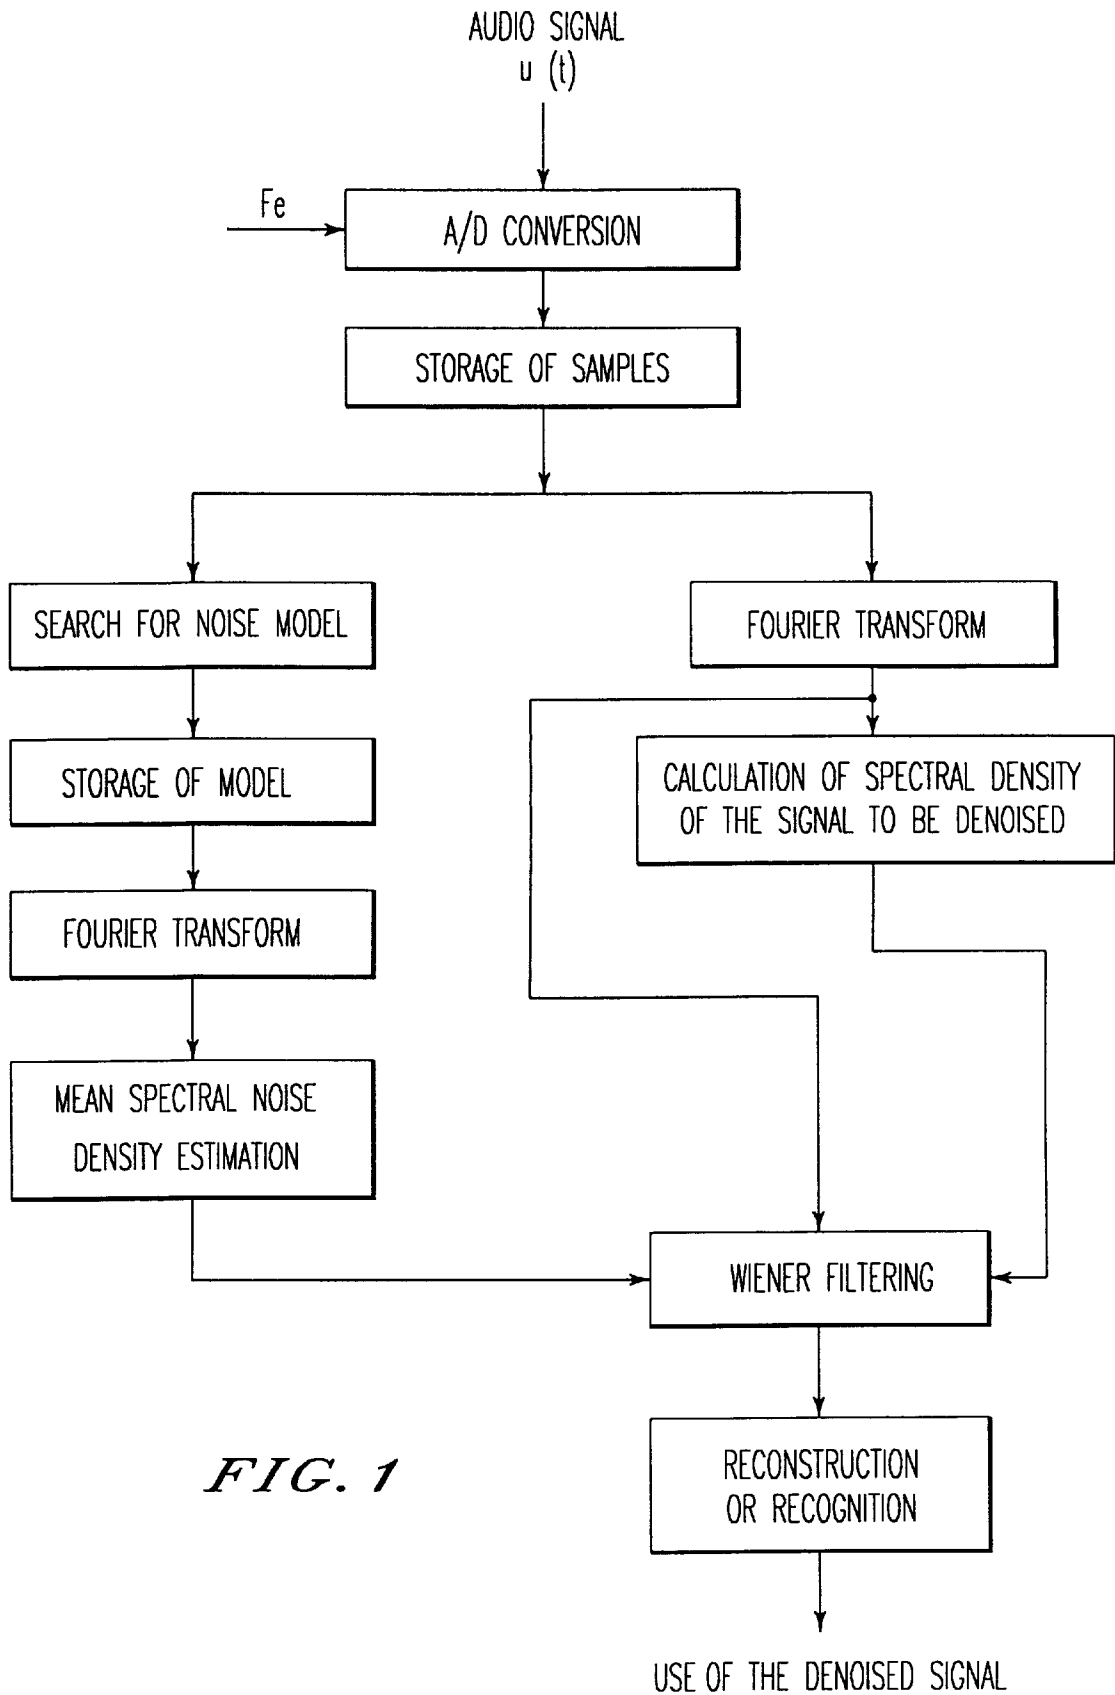 AUDIO SIGNAL
u (t)
Fe
A/D CONVERSION
STORAGE OF SAMPLES
SEARCH FOR NOISE MODEL
FOURIER TRANSFORM
STORAGE OF MODEL
CALCULATION OF SPECTRAL DENSITY
OF THE SIGNAL TO BE DENOISED
FOURIER TRANSFORM
MEAN SPECTRAL NOISE
DENSITY ESTIMATION
WIENER FILTERING
RECONSTRUCTION
OR RECOGNITION
FIG. 1
USE OF THE DENOISED SIGNAL